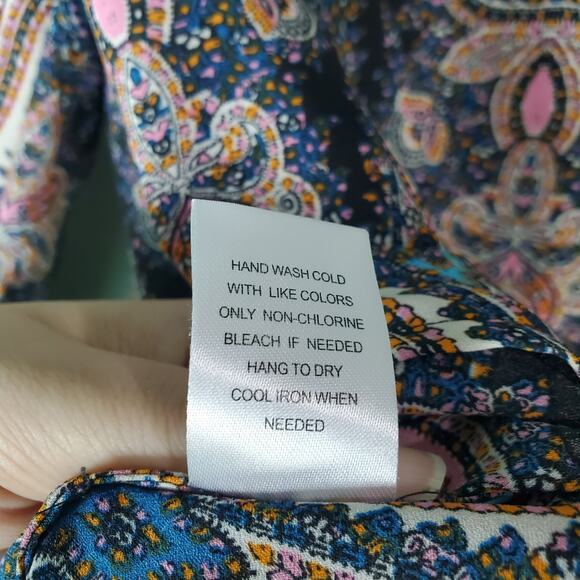 HAND WASH COLD
WITH LIKE COLORS
ONLY NON-CHLORINE
BLEACH IF NEEDED
HANG TO DRY
COOL IRON WHEN
NEEDED